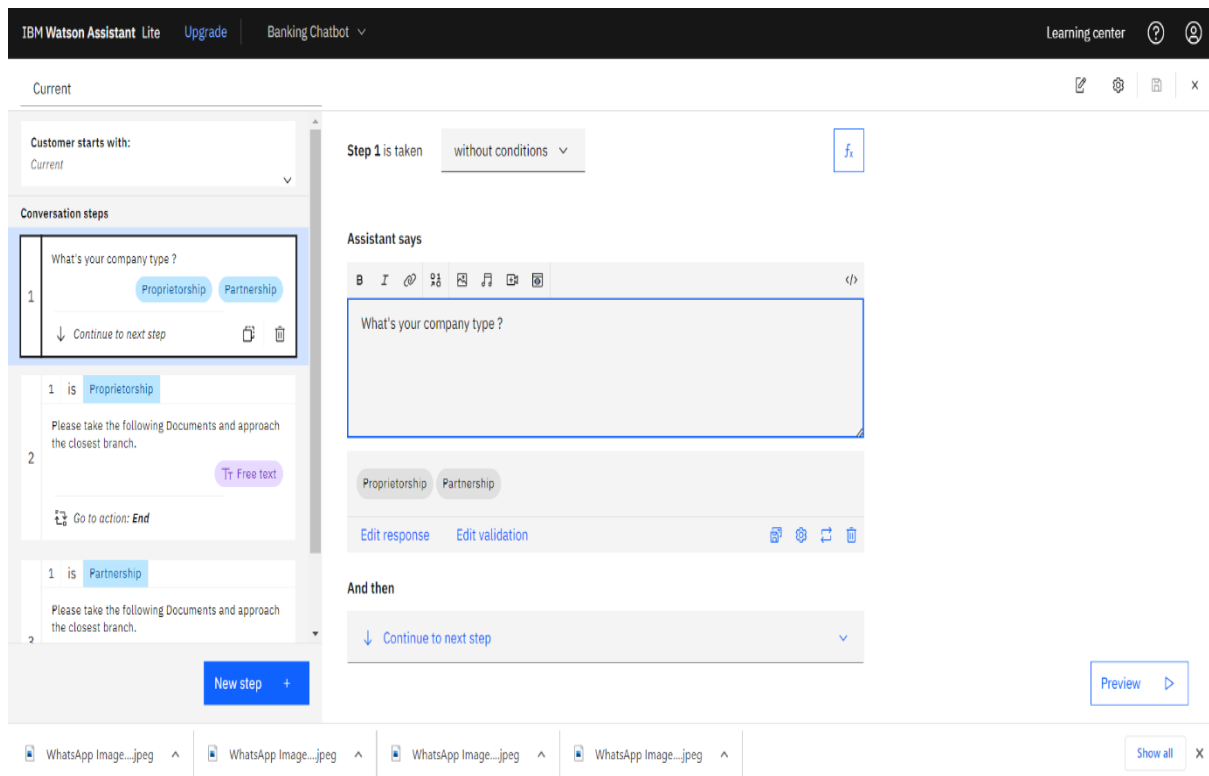 IBM Watson Assistant Lite Upgrade Banking Chatbot Learning center
Current
Customer starts with:
Current
Conversation steps
1
What's your company type ?
Proprietorship Partnership
Continue to next step
1 is Proprietorship
2
Please take the following Documents and approach
the closest branch.
Tт Free text
Go to action: End
1 is Partnership
3
Please take the following Documents and approach
the closest branch.
New step +
Step 1 is taken without conditions fx
Assistant says
B I </>
What's your company type ?
Proprietorship Partnership
Edit response Edit validation
And then
Continue to next step
Preview
WhatsApp Image....jpeg WhatsApp Image....jpeg WhatsApp Image....jpeg WhatsApp Image....jpeg Show all X